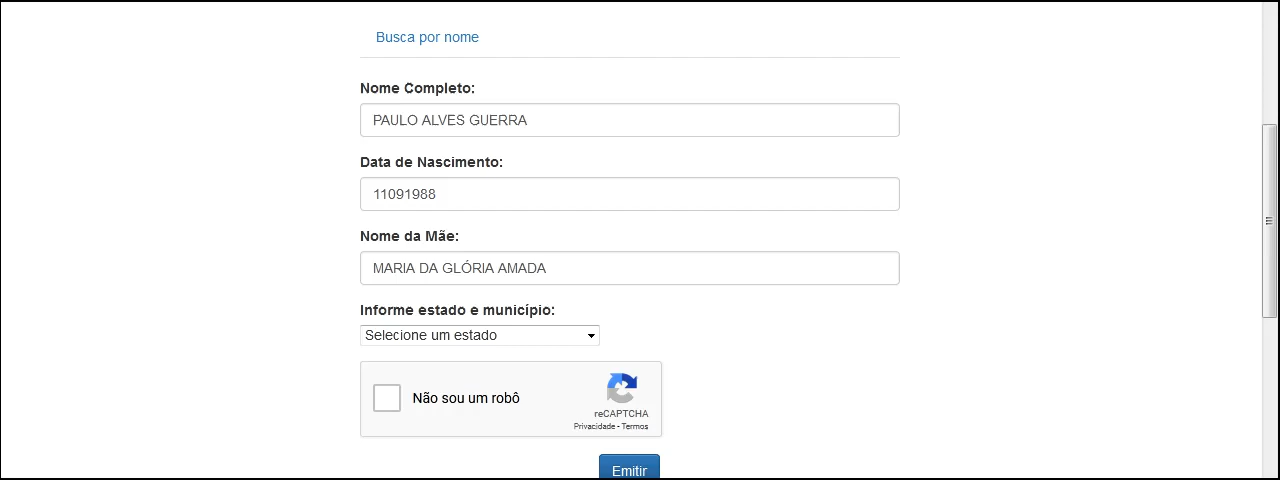 Busca por nome
Nome Completo:
PAULO ALVES GUERRA
Data de Nascimento:
11091988
Nome da Mãe:
MARIA DA GLÓRIA AMADA
Informe estado e município:
Selecione um estado
Não sou um robô
reCAPTCHA
Privacidade - Termos
Emitir